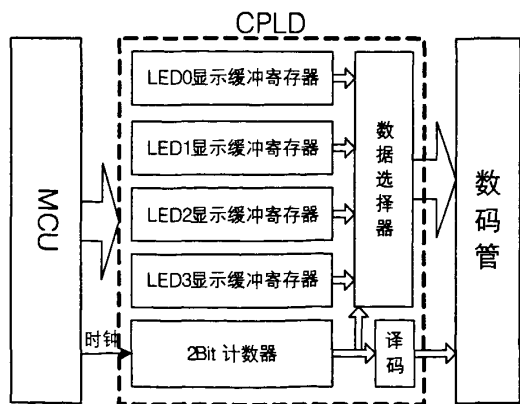 CPLD
MCU
LED0显示缓冲寄存器
LED1显示缓冲寄存器
LED2显示缓冲寄存器
LED3显示缓冲寄存器
数据选择器
数码管
时钟
2Bit 计数器
译码